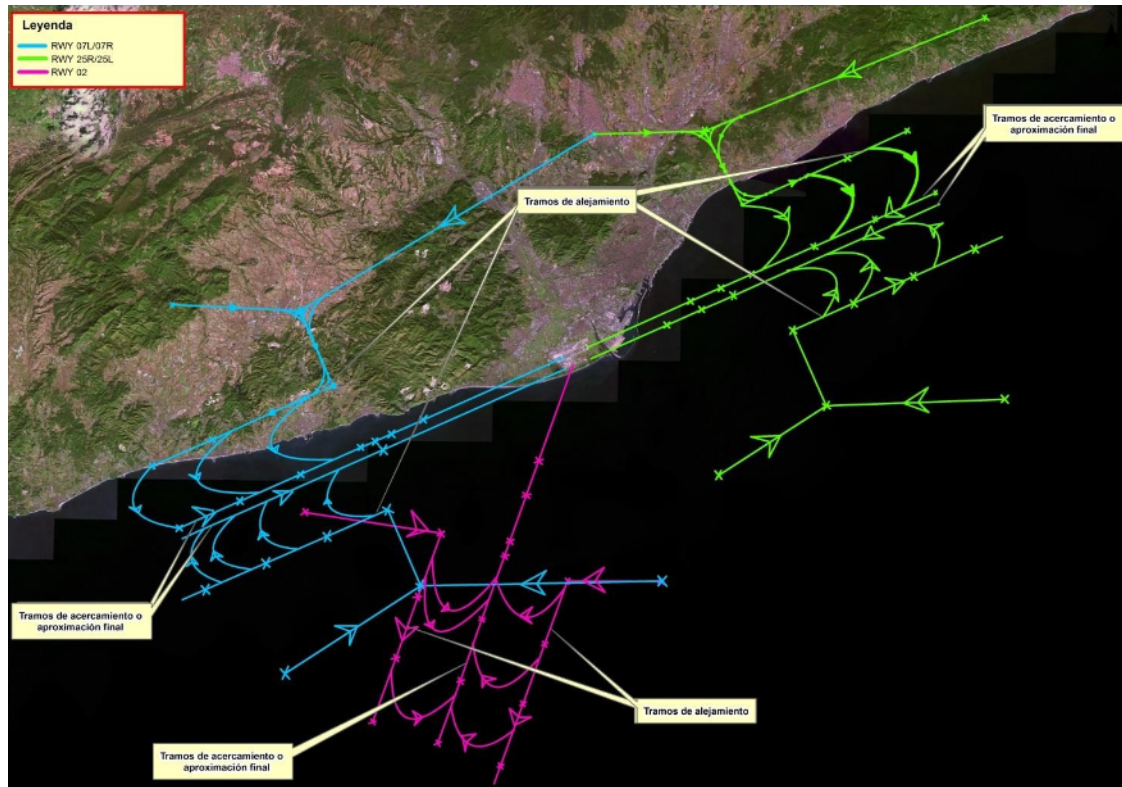 Leyenda
RWY 07L/07R
RWY 25R/25L
RWY 02
Tramos de acercamiento o
aproximación final
Tramos de alejamiento
Tramos de acercamiento o
aproximación final
Tramos de alejamiento
Tramos de acercamiento o
aproximación final